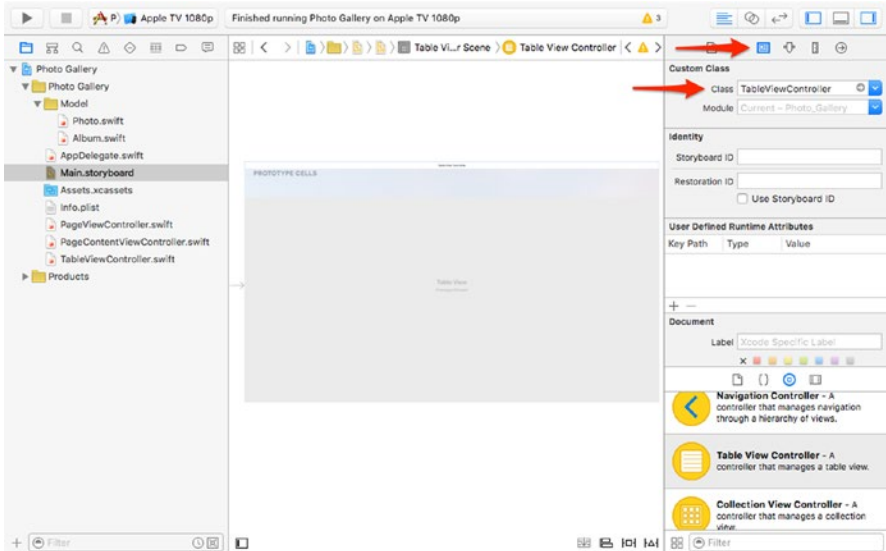 P) Apple TV 1080p
Finished running Photo Gallery on Apple TV 1080p
3
Table Vi...r Scene
Table View Controller
Photo Gallery
Photo Gallery
Model
Photo.swift
Album.swift
AppDelegate.swift
Main.storyboard
Assets.xcassets
Info.plist
PageViewController.swift
PageContentViewController.swift
TableViewController.swift
Products
Filter
PROTOTYPE CELLS
Table View
Custom Class
Class TableViewController
Module Current – Photo_Gallery
Identity
Storyboard ID
Restoration ID
Use Storyboard ID
User Defined Runtime Attributes
Key Path Type Value
Document
Label Xcode Specific Label
Navigation Controller - A
controller that manages navigation
through a hierarchy of views.
Table View Controller - A
controller that manages a table view.
Collection View Controller - A
controller that manages a collection
view.
Filter